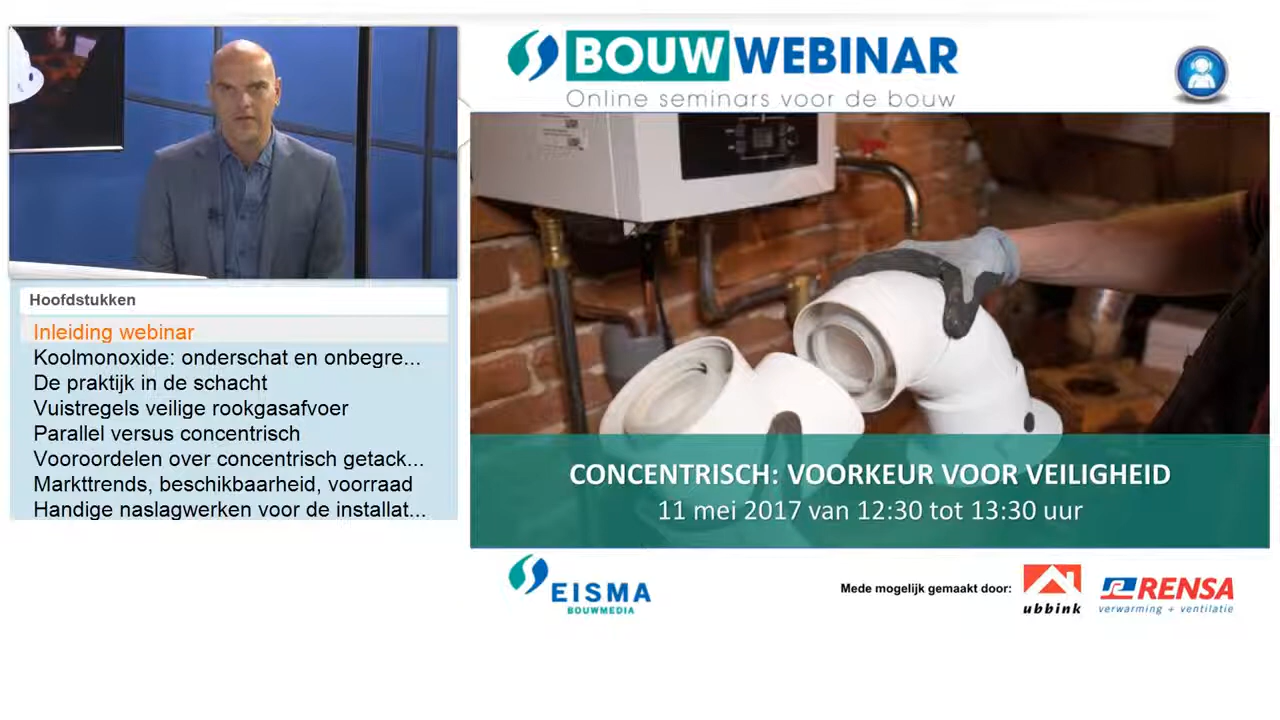 BOUWWEBINAR
Online seminars voor de bouw
Hoofdstukken
Inleiding webinar
Koolmonoxide: onderschat en onbegre...
De praktijk in de schacht
Vuistregels veilige rookgasafvoer
Parallel versus concentrisch
Vooroordelen over concentrisch getack...
Markttrends, beschikbaarheid, voorraad
Handige naslagwerken voor de installat...
CONCENTRISCH: VOORKEUR VOOR VEILIGHEID
11 mei 2017 van 12:30 tot 13:30 uur
EISMA
BOUWMEDIA
Mede mogelijk gemaakt door:
ubbink
RENSA
verwarming + ventilatie